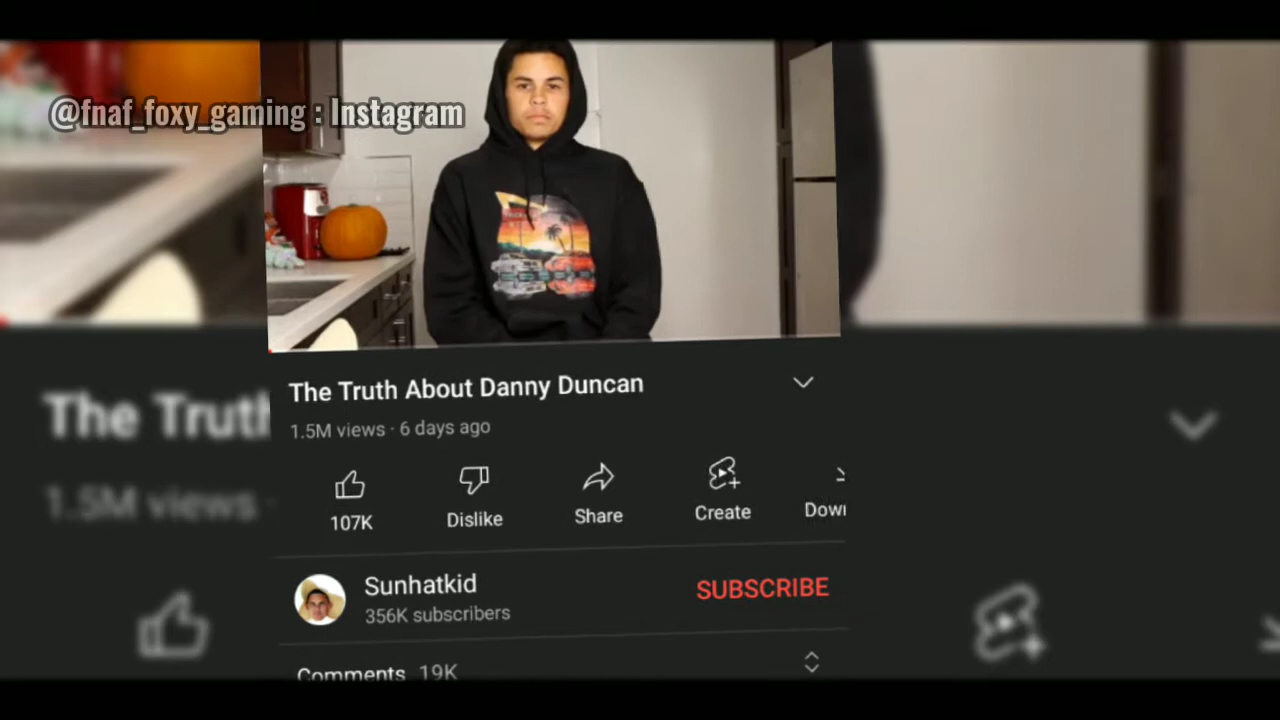 @fnaf_foxy_gaming : Instagram
The Truth About Danny Duncan
1.5M views · 6 days ago
107K
Dislike
Share
Create
Down
Sunhatkid
356K subscribers
SUBSCRIBE
Comments 19K
The Truth
1.5M views ·